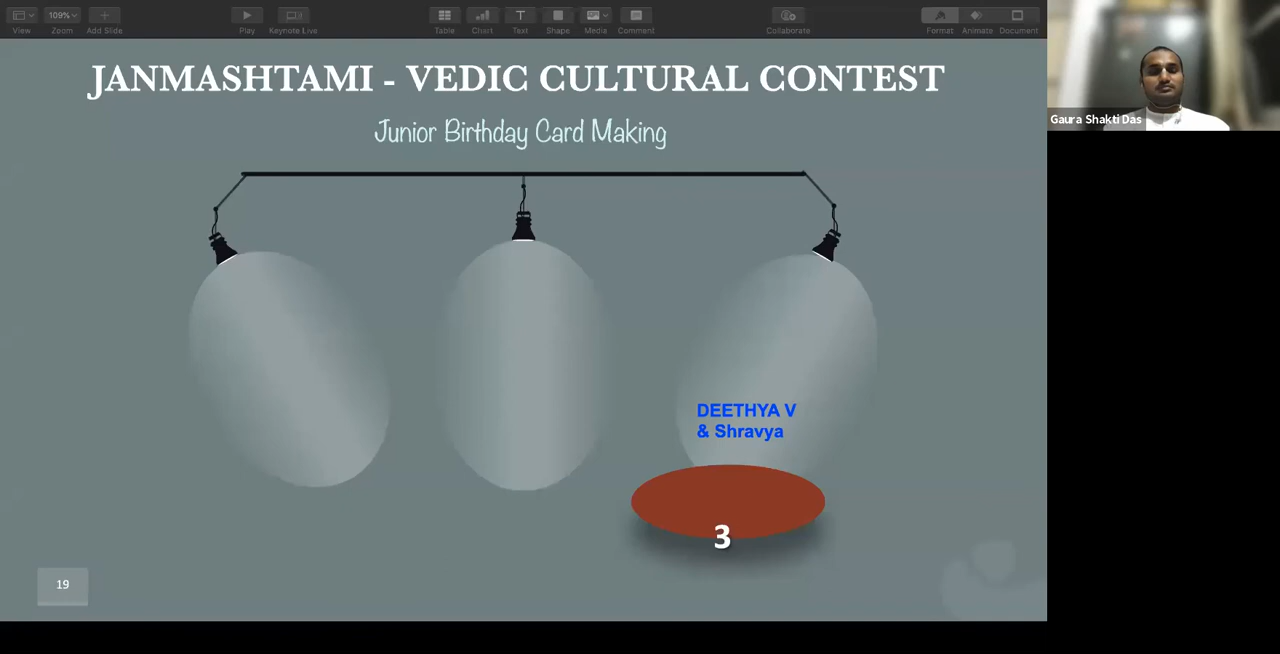 109%
View
Zoom
Add Slide
Play
Keynote Live
Table
Chart
Text
Shape
Media
Comment
Collaborate
Format
Animate
Document
JANMASHTAMI - VEDIC CULTURAL CONTEST
Junior Birthday Card Making
Gaura Shakti Das
DEETHYA V
& Shravya
3
19